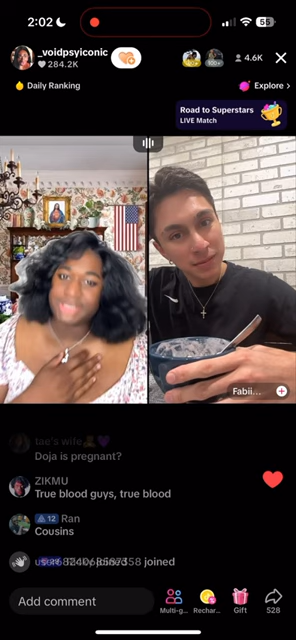 2:02
55
_voidpsyiconic
284.2K
4.6K
Daily Ranking
Explore >
Road to Superstars
LIVE Match
Fabii...
tae's wife
Doja is pregnant?
ZIKMU
True blood guys, true blood
12 Ran
Cousins
joined
Add comment
Multi-g...
Rechar...
Gift
528